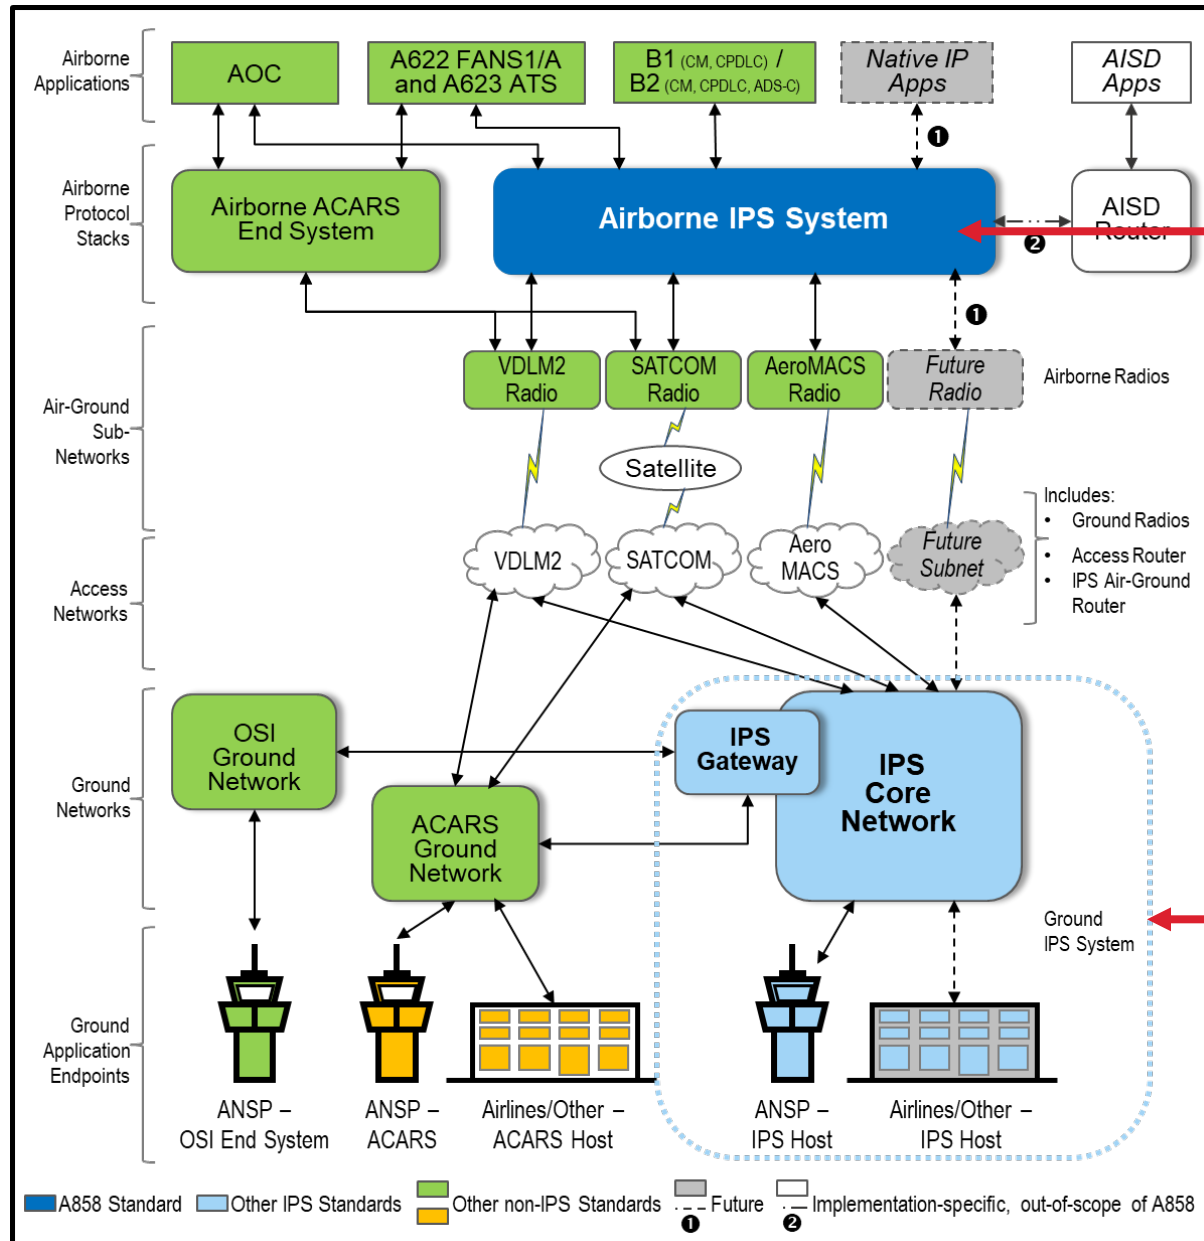 Airborne
Applications
AOC
A622 FANS1/A
and A623 ATS
B1 (CM, CPDLC) /
B2 (CM, CPDLC, ADS-C)
Native IP
Apps
AISD
Apps
❶
Airborne
Protocol
Stacks
Airborne ACARS
End System
Airborne IPS System
AISD
Router
❷
❶
Air-Ground
Sub-
Networks
VDLM2
Radio
SATCOM
Radio
AeroMACS
Radio
Future
Radio
Airborne Radios
Satellite
Includes:
• Ground Radios
• Access Router
• IPS Air-Ground
Router
Access
Networks
VDLM2
SATCOM
Aero
MACS
Future
Subnet
Ground
Networks
OSI
Ground
Network
ACARS
Ground
Network
IPS
Gateway
IPS
Core
Network
Ground
IPS System
Ground
Application
Endpoints
ANSP –
OSI End System
ANSP –
ACARS
Airlines/Other –
ACARS Host
ANSP –
IPS Host
Airlines/Other –
IPS Host
A858 Standard
Other IPS Standards
Other non-IPS Standards
❶ Future
❷ Implementation-specific, out-of-scope of A858